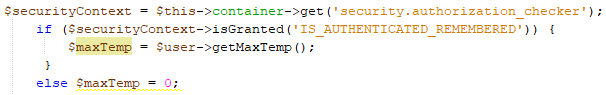 $securityContext = $this->container->get('security.authorization_checker');
if ($securityContext->isGranted('IS_AUTHENTICATED_REMEMBERED')) {
$maxTemp = $user->getMaxTemp();
}
else $maxTemp = 0;